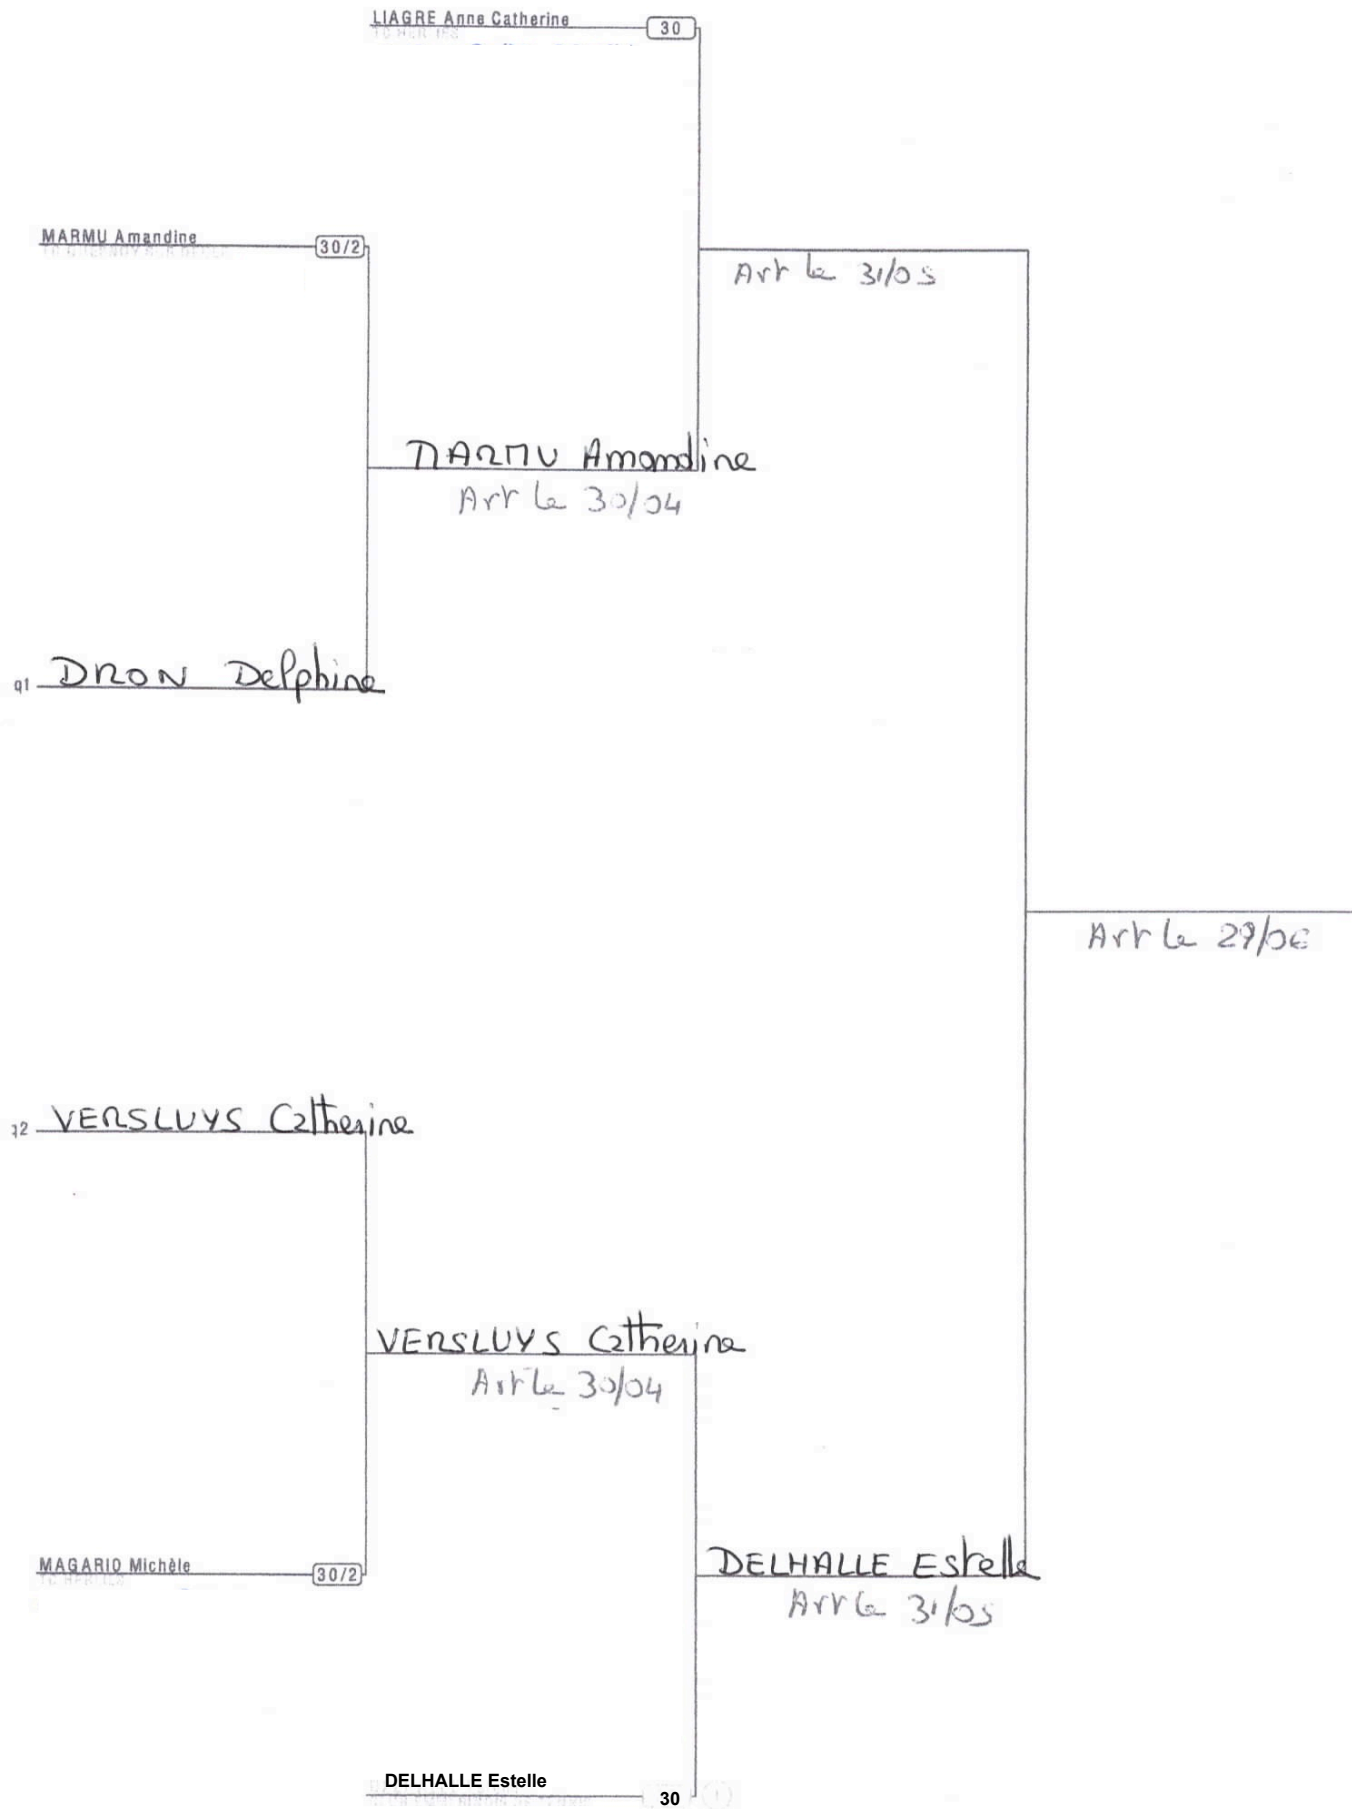 LIAGRE Anne Catherine
30
MARMU Amandine
30/2
Arr le 31/05
MARMU Amandine
Arr le 30/04
q1 DRON Delphine
Arr le 29/06
q2 VERSLUYS Catherine
VERSLUYS Catherine
Arr le 30/04
MAGARIO Michèle
30/2
DELHALLE Estelle
Arr le 31/05
DELHALLE Estelle
30